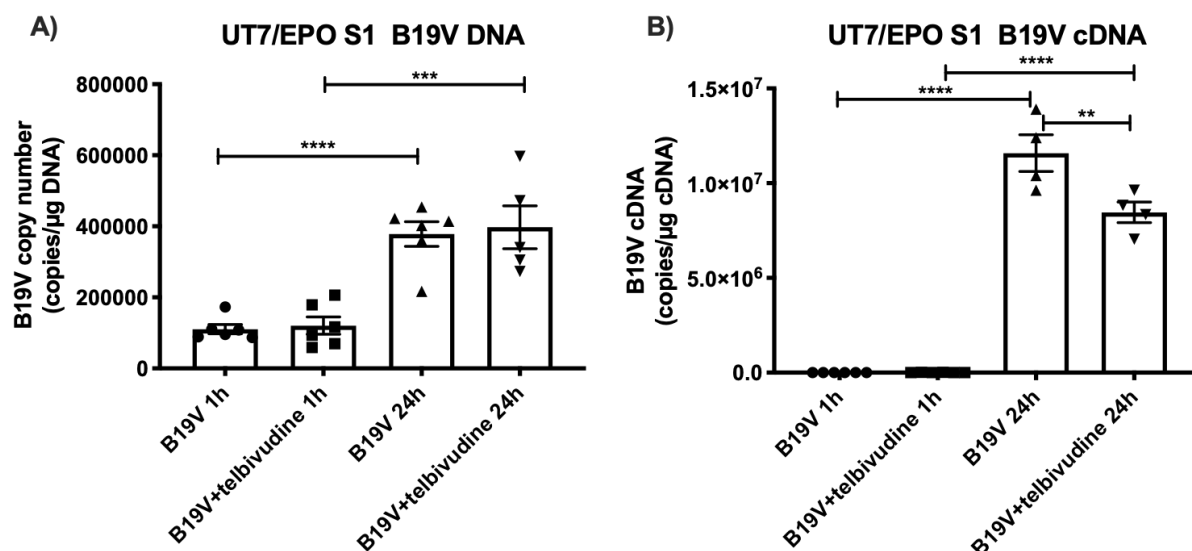 A)
UT7/EPO S1 B19V DNA
B19V copy number
(copies/µg DNA)
800000
600000
400000
200000
0
***
****
B19V 1h
B19V+telbivudine 1h
B19V 24h
B19V+telbivudine 24h
B)
UT7/EPO S1 B19V cDNA
B19V cDNA
(copies/µg cDNA)
1.5×10⁷
1.0×10⁷
5.0×10⁶
0.0
****
****
**
B19V 1h
B19V+telbivudine 1h
B19V 24h
B19V+telbivudine 24h